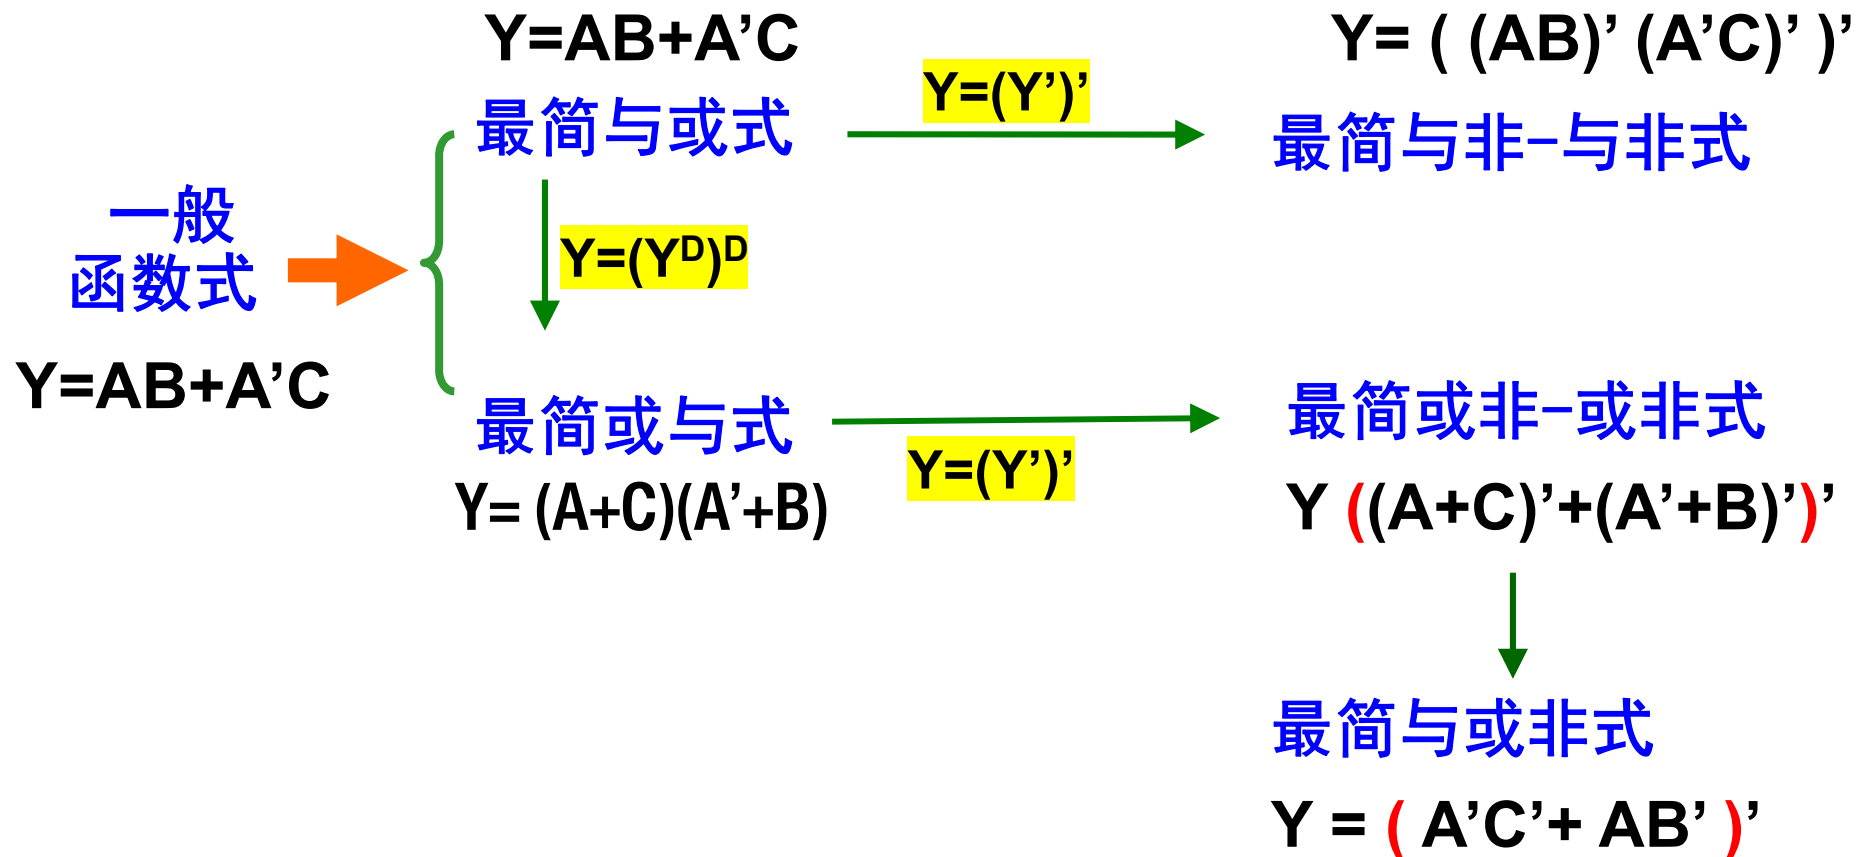 一般
函数式
Y=AB+A’C
Y=AB+A’C
最简与或式
Y=(Y’)’
Y= ( (AB)’ (A’C)’ )’
最简与非-与非式
Y=(Yᴰ)ᴰ
最简或与式
Y= (A+C)(A’+B)
Y=(Y’)’
最简或非-或非式
Y ((A+C)’+(A’+B)’)’
最简与或非式
Y = ( A’C’+ AB’ )’